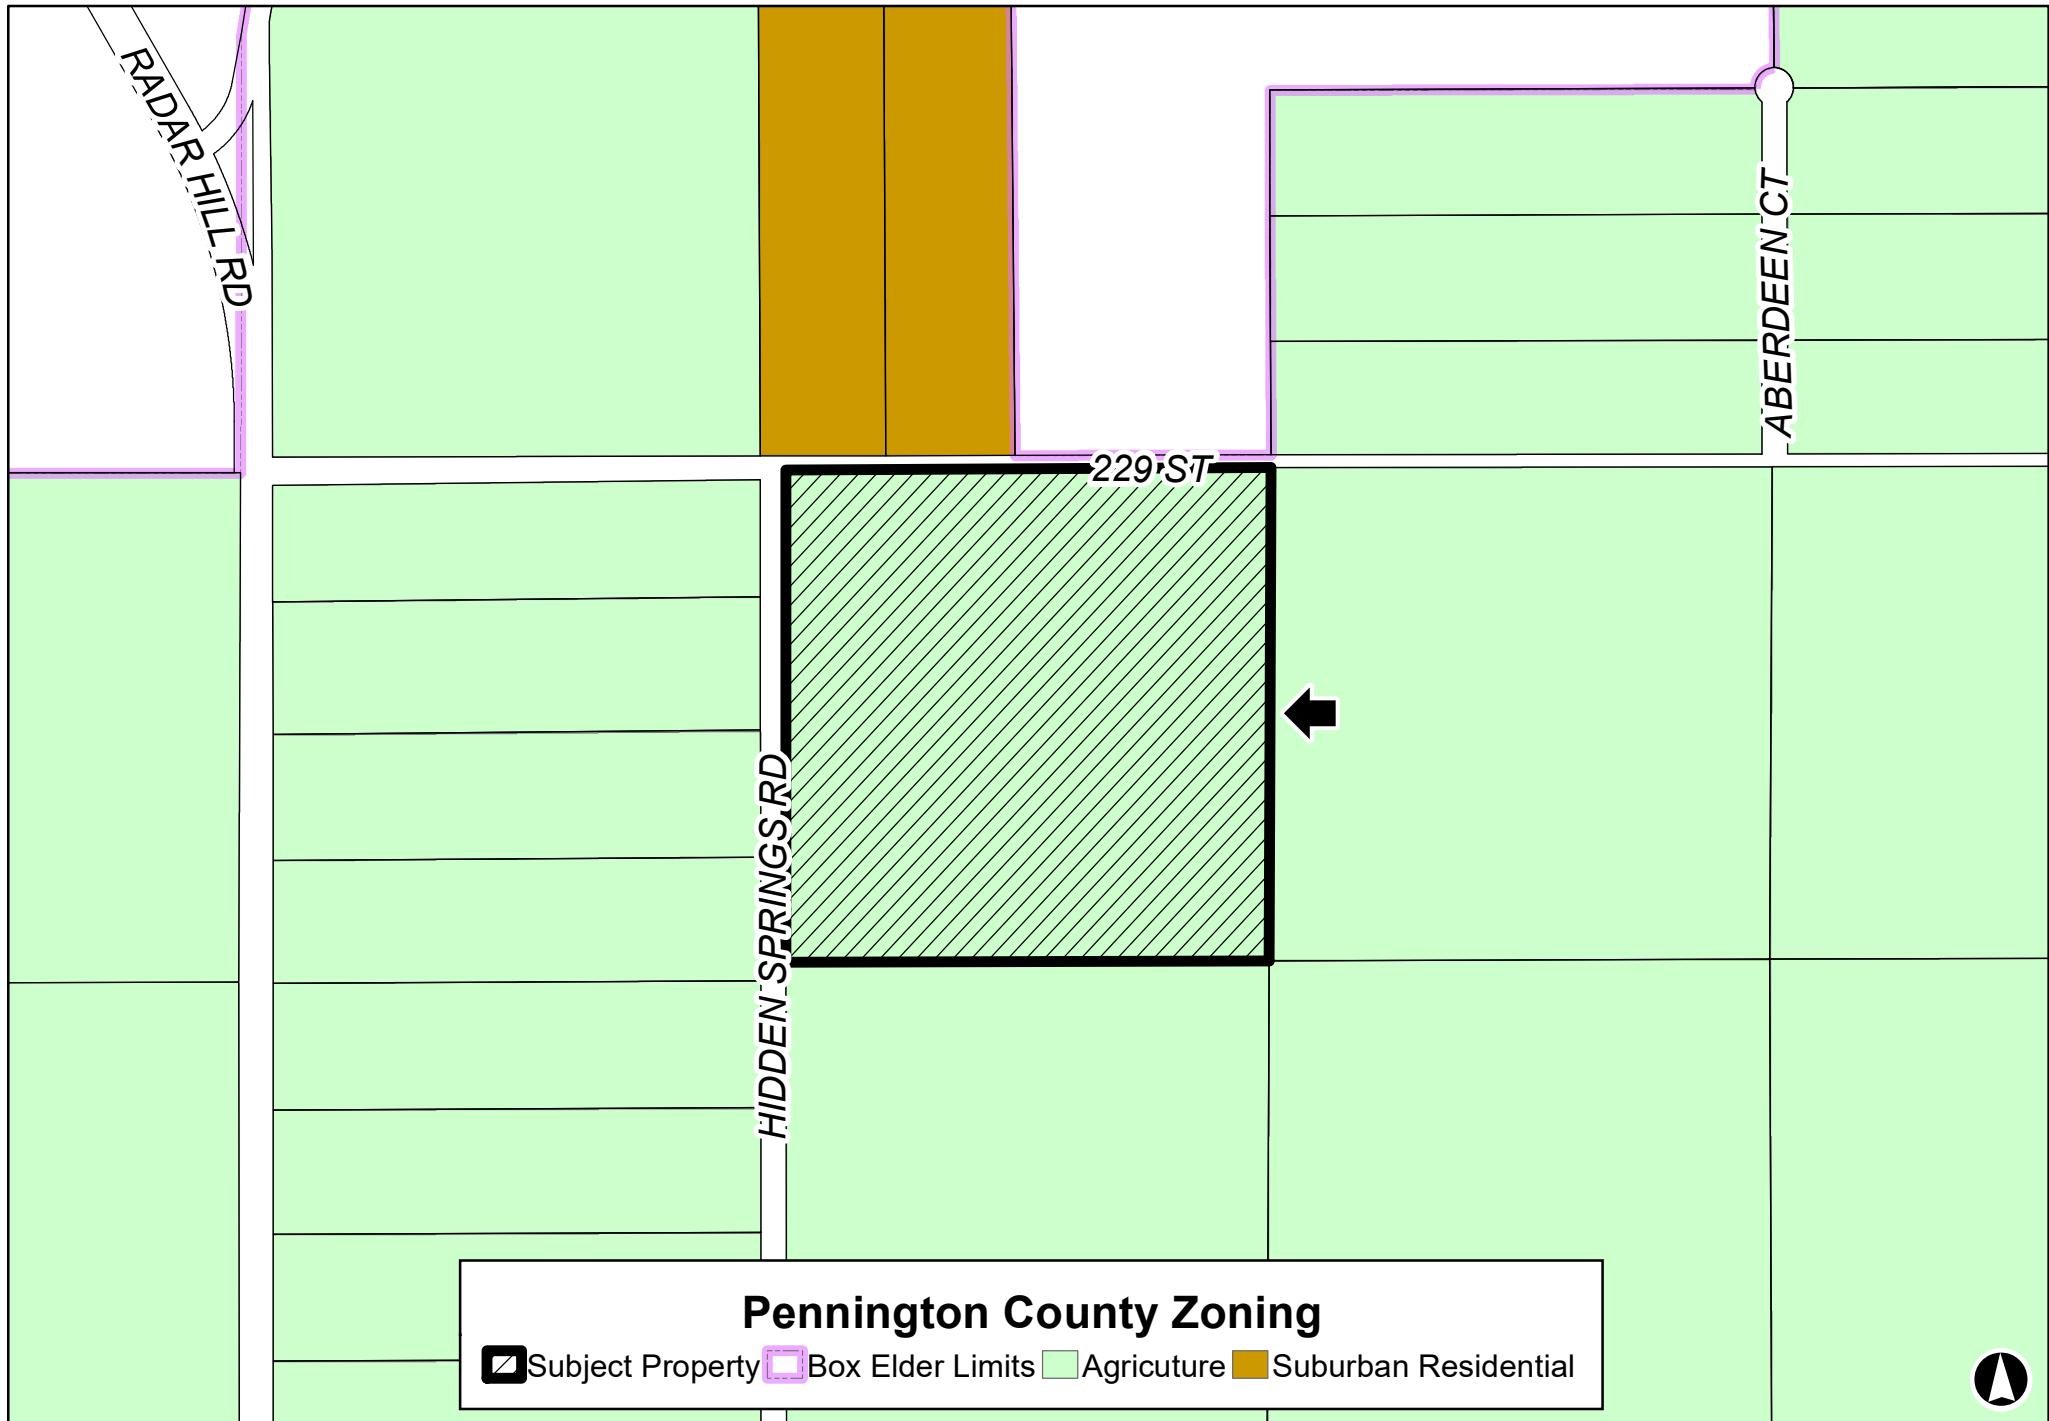 RADAR HILL RD
ABERDEEN CT
229 ST
HIDDEN SPRINGS RD
Pennington County Zoning
Subject Property Box Elder Limits Agricuture Suburban Residential